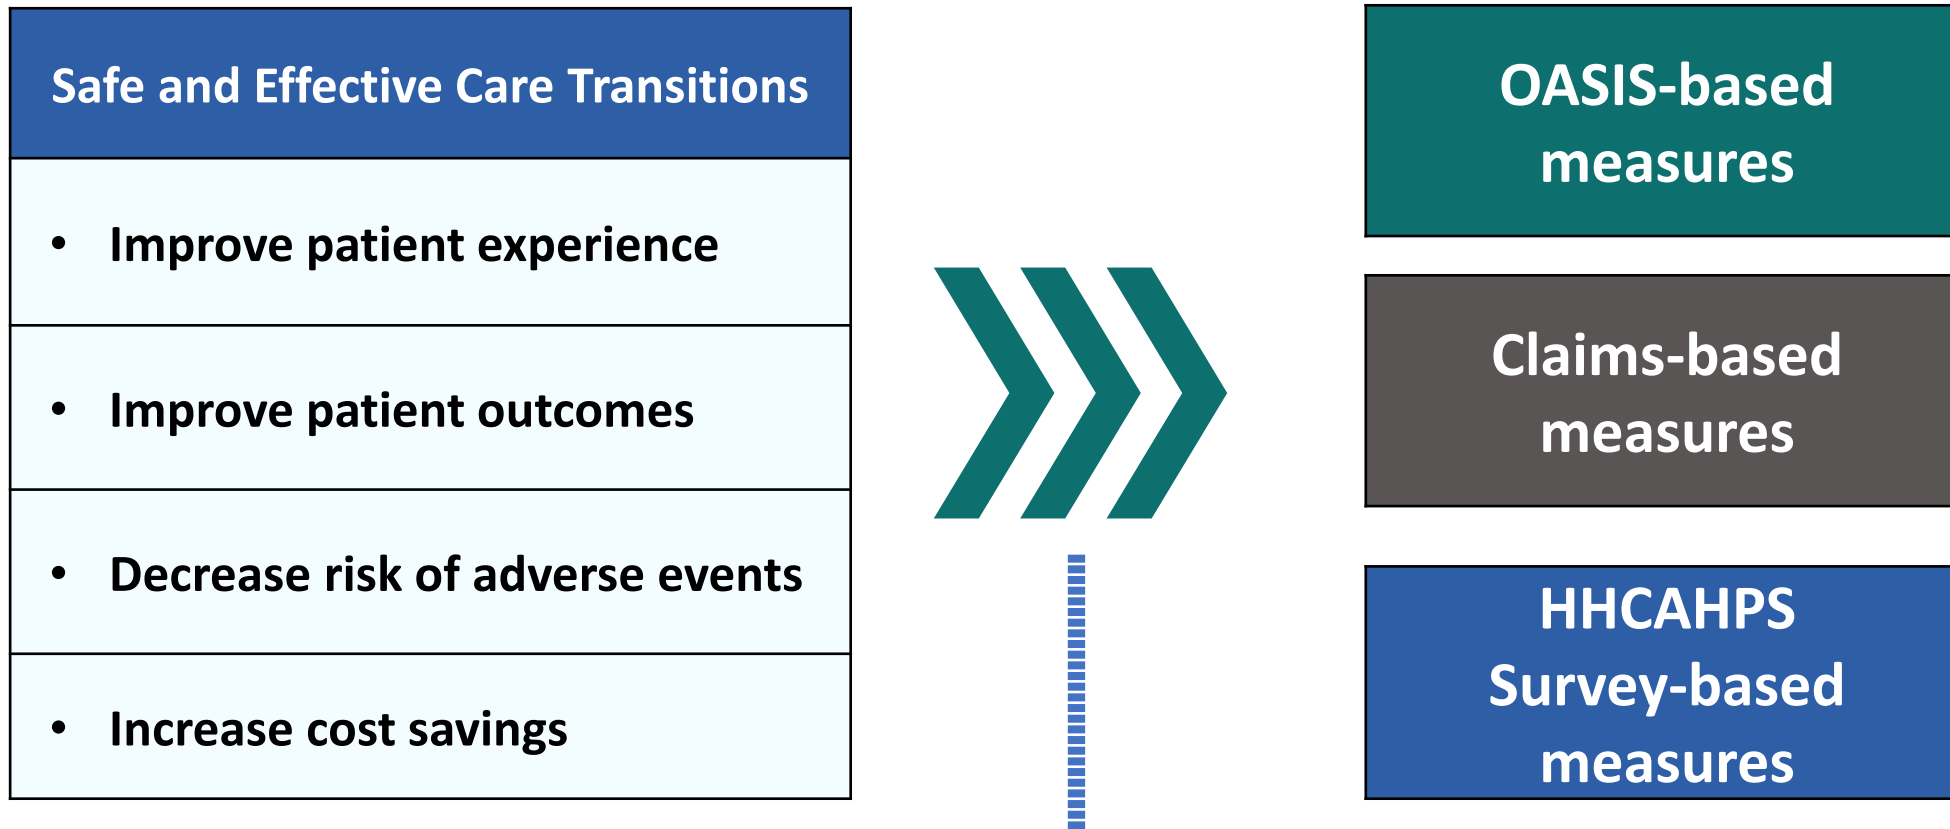 Safe and Effective Care Transitions
• Improve patient experience
• Improve patient outcomes
• Decrease risk of adverse events
• Increase cost savings
OASIS-based
measures
Claims-based
measures
HHCAHPS
Survey-based
measures